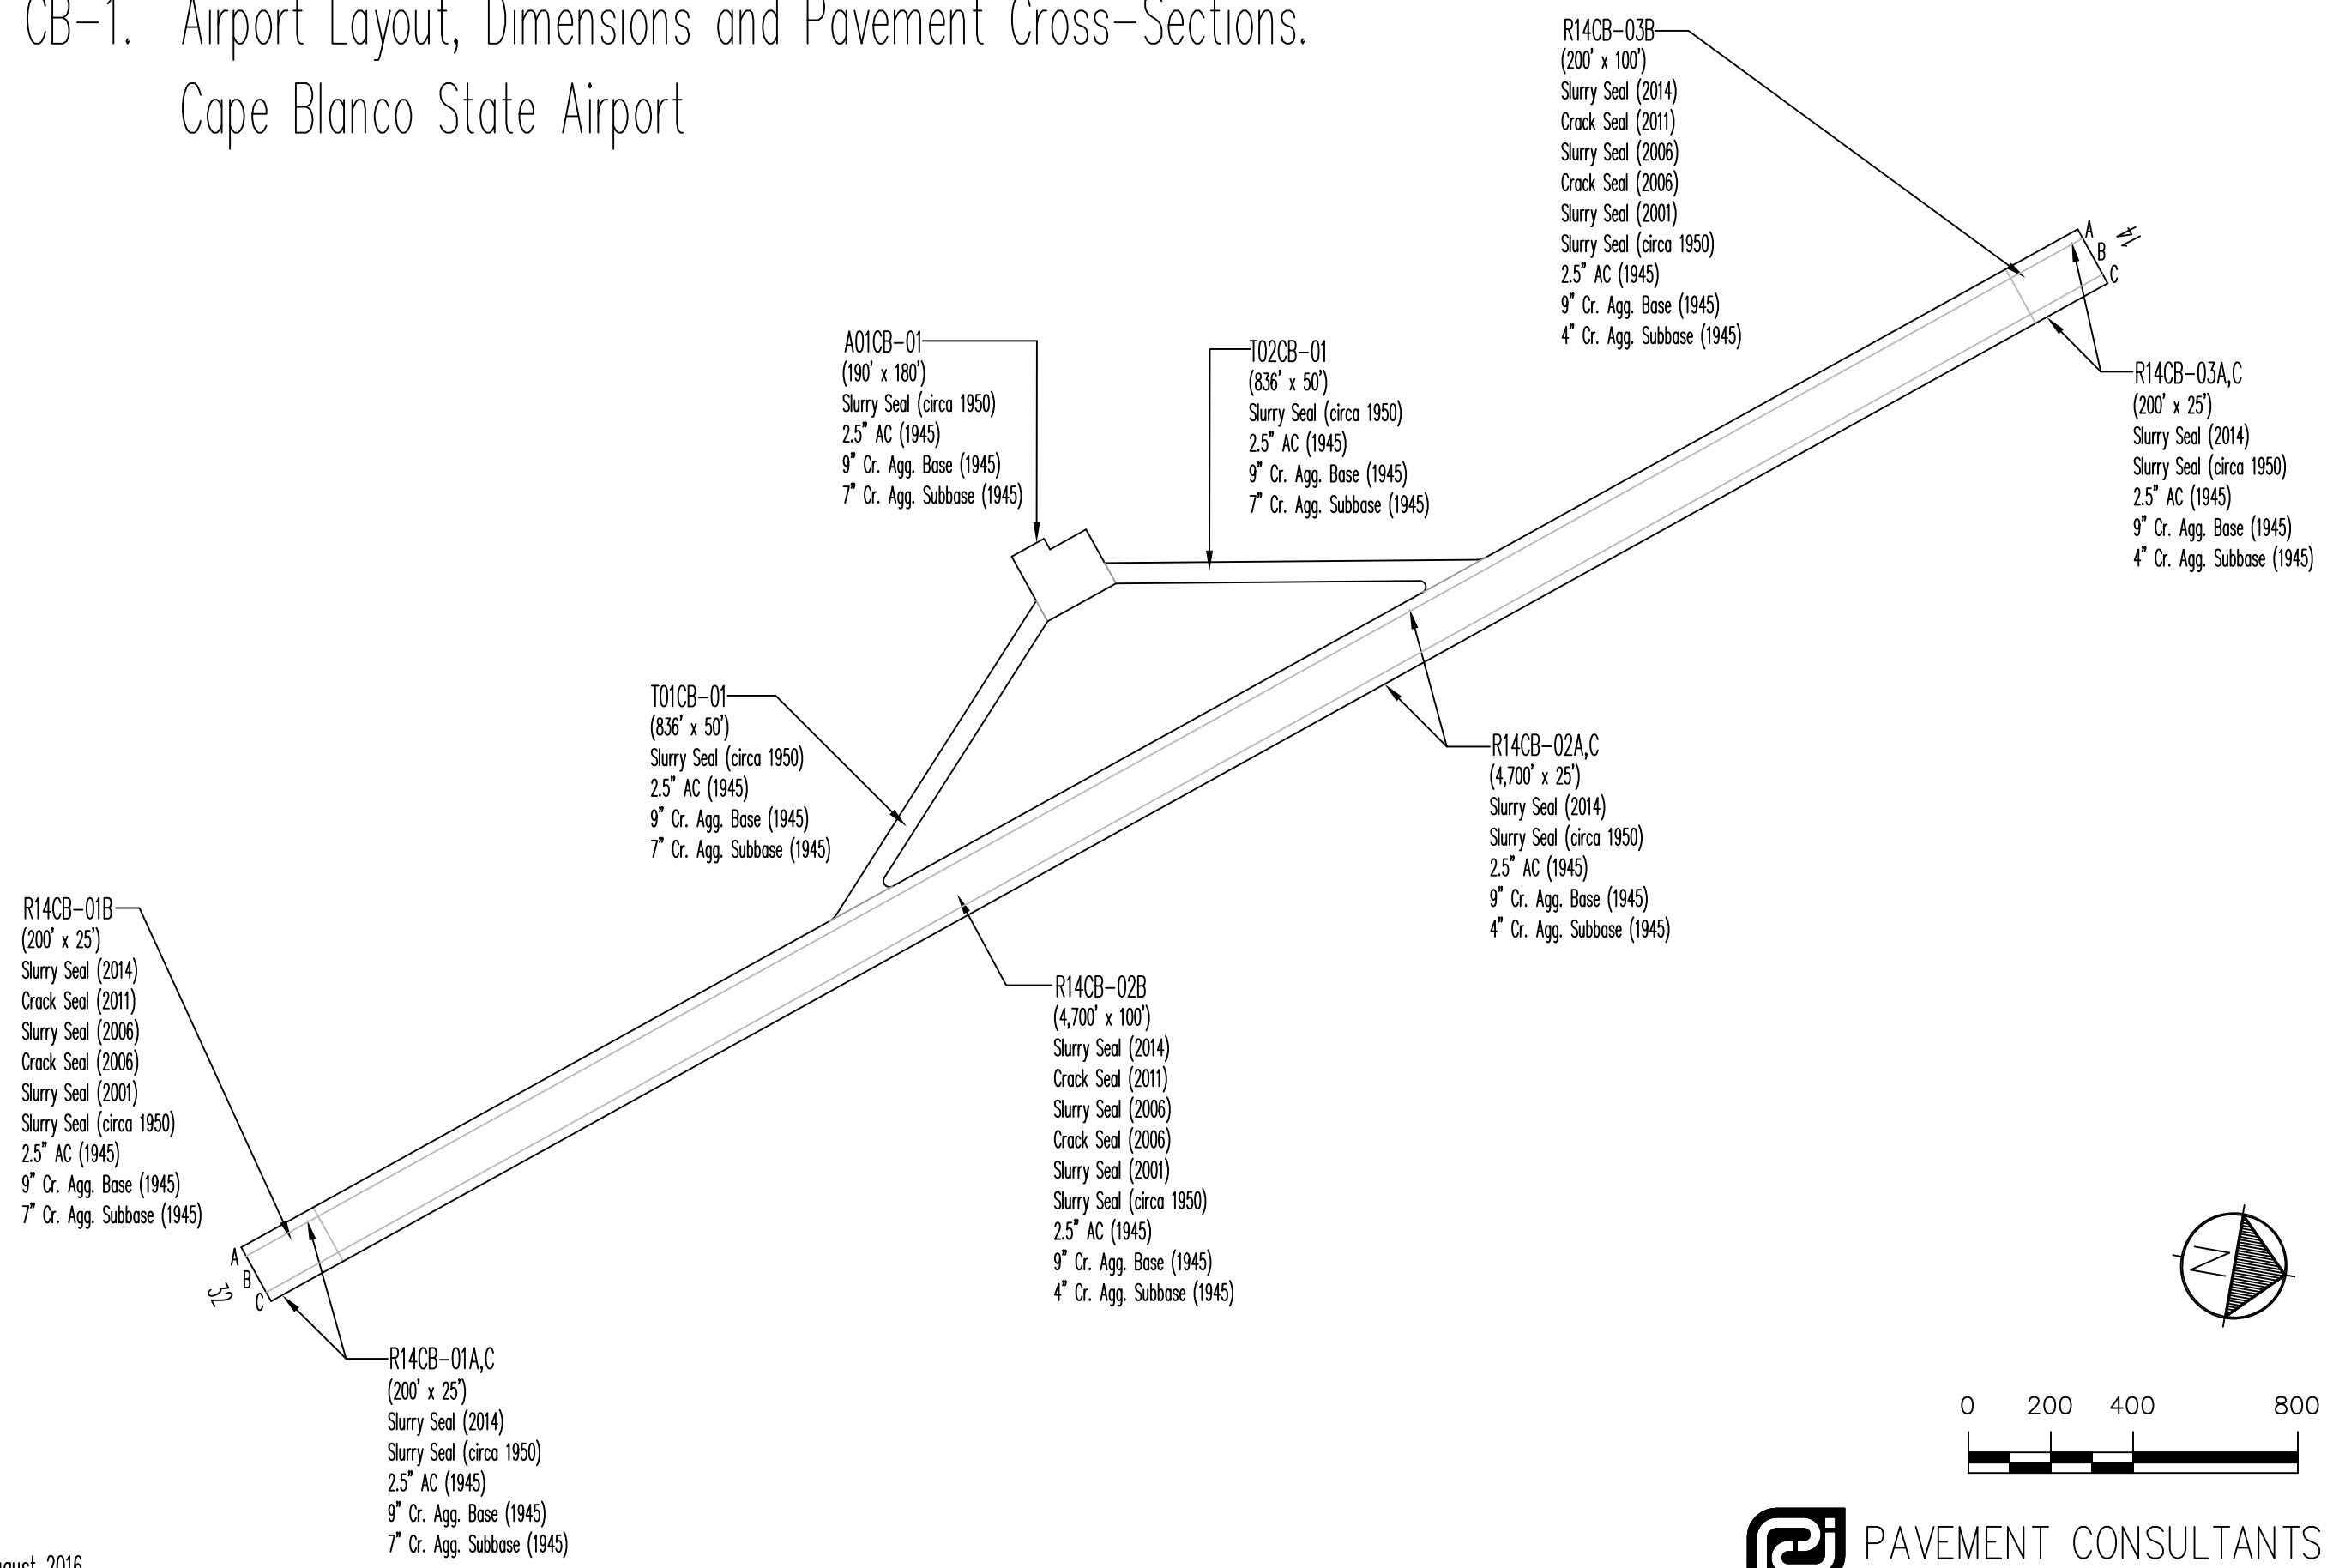 CB-1. Airport Layout, Dimensions and Pavement Cross-Sections.
Cape Blanco State Airport
R14CB-03B
(200' x 100')
Slurry Seal (2014)
Crack Seal (2011)
Slurry Seal (2006)
Crack Seal (2006)
Slurry Seal (2001)
Slurry Seal (circa 1950)
2.5" AC (1945)
9" Cr. Agg. Base (1945)
4" Cr. Agg. Subbase (1945)
A
B
C
14
A01CB-01
(190' x 180')
Slurry Seal (circa 1950)
2.5" AC (1945)
9" Cr. Agg. Base (1945)
7" Cr. Agg. Subbase (1945)
T02CB-01
(836' x 50')
Slurry Seal (circa 1950)
2.5" AC (1945)
9" Cr. Agg. Base (1945)
7" Cr. Agg. Subbase (1945)
R14CB-03A,C
(200' x 25')
Slurry Seal (2014)
Slurry Seal (circa 1950)
2.5" AC (1945)
9" Cr. Agg. Base (1945)
4" Cr. Agg. Subbase (1945)
T01CB-01
(836' x 50')
Slurry Seal (circa 1950)
2.5" AC (1945)
9" Cr. Agg. Base (1945)
7" Cr. Agg. Subbase (1945)
R14CB-02A,C
(4,700' x 25')
Slurry Seal (2014)
Slurry Seal (circa 1950)
2.5" AC (1945)
9" Cr. Agg. Base (1945)
4" Cr. Agg. Subbase (1945)
R14CB-01B
(200' x 25')
Slurry Seal (2014)
Crack Seal (2011)
Slurry Seal (2006)
Crack Seal (2006)
Slurry Seal (2001)
Slurry Seal (circa 1950)
2.5" AC (1945)
9" Cr. Agg. Base (1945)
7" Cr. Agg. Subbase (1945)
R14CB-02B
(4,700' x 100')
Slurry Seal (2014)
Crack Seal (2011)
Slurry Seal (2006)
Crack Seal (2006)
Slurry Seal (2001)
Slurry Seal (circa 1950)
2.5" AC (1945)
9" Cr. Agg. Base (1945)
4" Cr. Agg. Subbase (1945)
A
B
C
32
R14CB-01A,C
(200' x 25')
Slurry Seal (2014)
Slurry Seal (circa 1950)
2.5" AC (1945)
9" Cr. Agg. Base (1945)
7" Cr. Agg. Subbase (1945)
N
0 200 400 800
PAVEMENT CONSULTANTS
2016